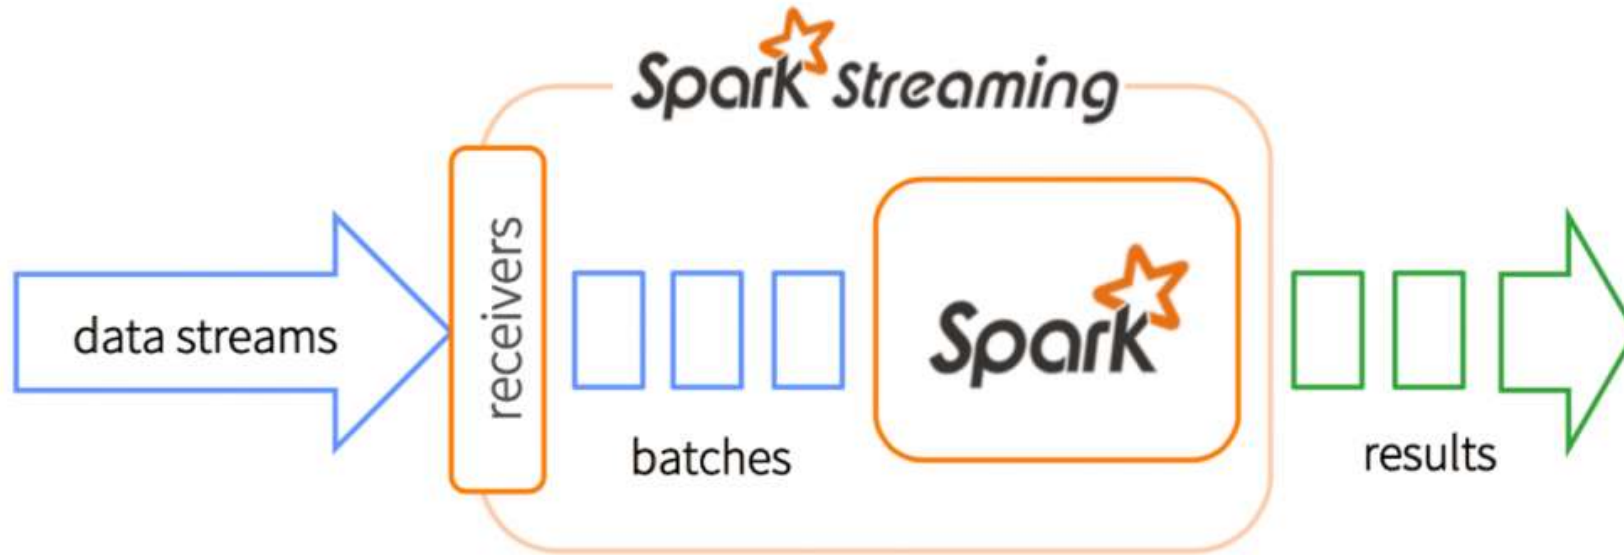 Spark Streaming
data streams
receivers
batches
Spark
results